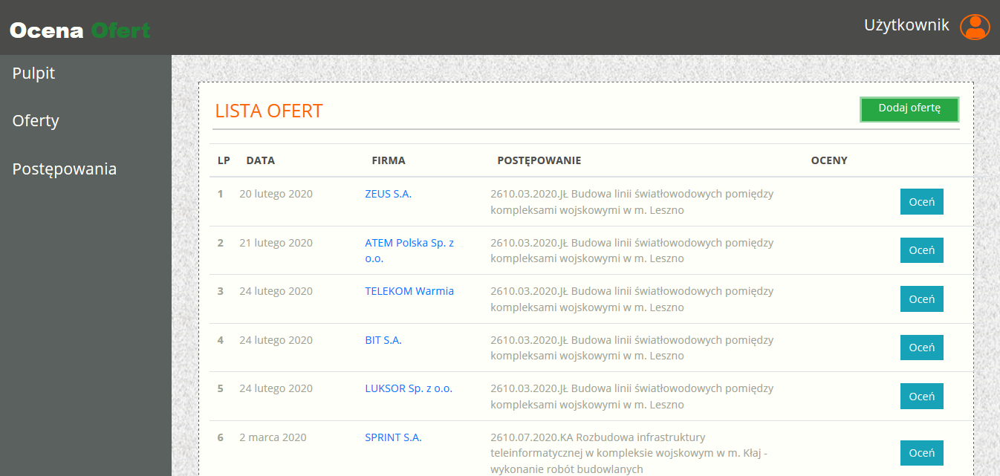 Ocena Ofert
Użytkownik
Pulpit
Oferty
Postępowania
LISTA OFERT
Dodaj ofertę
LP DATA FIRMA POSTĘPOWANIE OCENY
1 20 lutego 2020 ZEUS S.A. 2610.03.2020.JŁ Budowa linii światłowodowych pomiędzy
kompleksami wojskowymi w m. Leszno
Oceń
2 21 lutego 2020 ATEM Polska Sp. z 2610.03.2020.JŁ Budowa linii światłowodowych pomiędzy
o.o. kompleksami wojskowymi w m. Leszno
Oceń
3 24 lutego 2020 TELEKOM Warmia 2610.03.2020.JŁ Budowa linii światłowodowych pomiędzy
kompleksami wojskowymi w m. Leszno
Oceń
4 24 lutego 2020 BIT S.A. 2610.03.2020.JŁ Budowa linii światłowodowych pomiędzy
kompleksami wojskowymi w m. Leszno
Oceń
5 24 lutego 2020 LUKSOR Sp. z o.o. 2610.03.2020.JŁ Budowa linii światłowodowych pomiędzy
kompleksami wojskowymi w m. Leszno
Oceń
6 2 marca 2020 SPRINT S.A. 2610.07.2020.KA Rozbudowa infrastruktury
teleinformatycznej w kompleksie wojskowym w m. Kłaj -
wykonanie robót budowlanych
Oceń